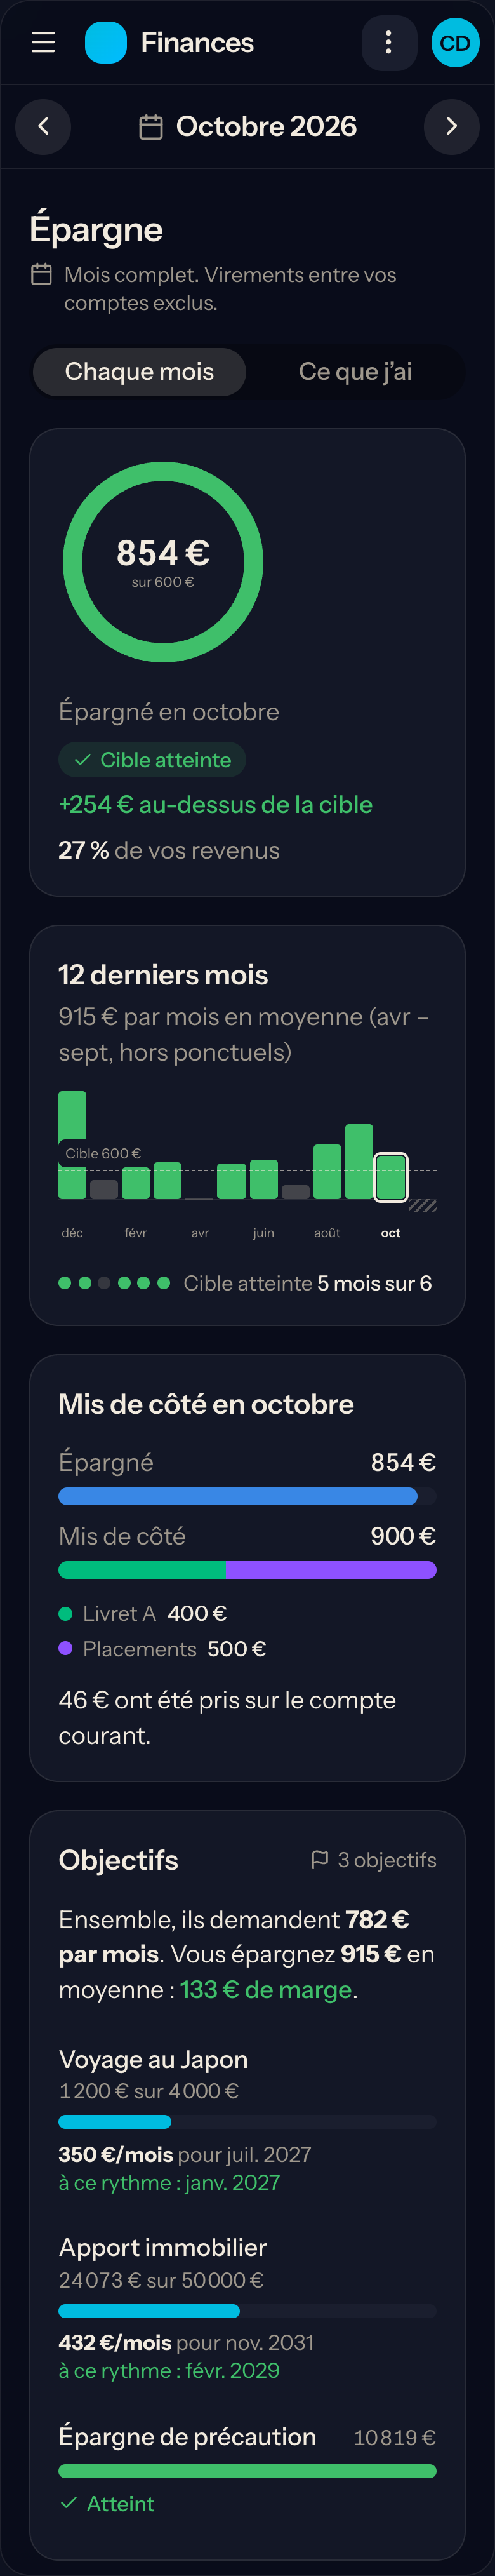 Finances
CD
Octobre 2026
Épargne
Mois complet. Virements entre vos
comptes exclus.
Chaque mois
Ce que j’ai
854 €
sur 600 €
Épargné en octobre
Cible atteinte
+254 € au-dessus de la cible
27 % de vos revenus
12 derniers mois
915 € par mois en moyenne (avr –
sept, hors ponctuels)
Cible 600 €
déc févr avr juin août oct
Cible atteinte 5 mois sur 6
Mis de côté en octobre
Épargné 854 €
Mis de côté 900 €
Livret A 400 €
Placements 500 €
46 € ont été pris sur le compte
courant.
Objectifs
3 objectifs
Ensemble, ils demandent 782 €
par mois. Vous épargnez 915 € en
moyenne : 133 € de marge.
Voyage au Japon
1 200 € sur 4 000 €
350 €/mois pour juil. 2027
à ce rythme : janv. 2027
Apport immobilier
24 073 € sur 50 000 €
432 €/mois pour nov. 2031
à ce rythme : févr. 2029
Épargne de précaution 10 819 €
Atteint